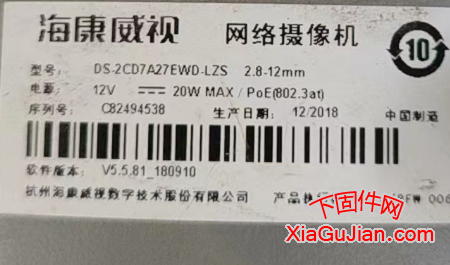 海康威视 网络摄像机
10
型号: DS-2CD7A27EWD-LZS 2.8-12mm
电源: 12V 20W MAX / PoE(802.3at)
序列号: C82494538 生产日期: 12/2018 中国制造
软件版本: V5.5.81_180910
杭州海康威视数字技术股份有限公司 产品执行
下固件网
XiaGuJian.com